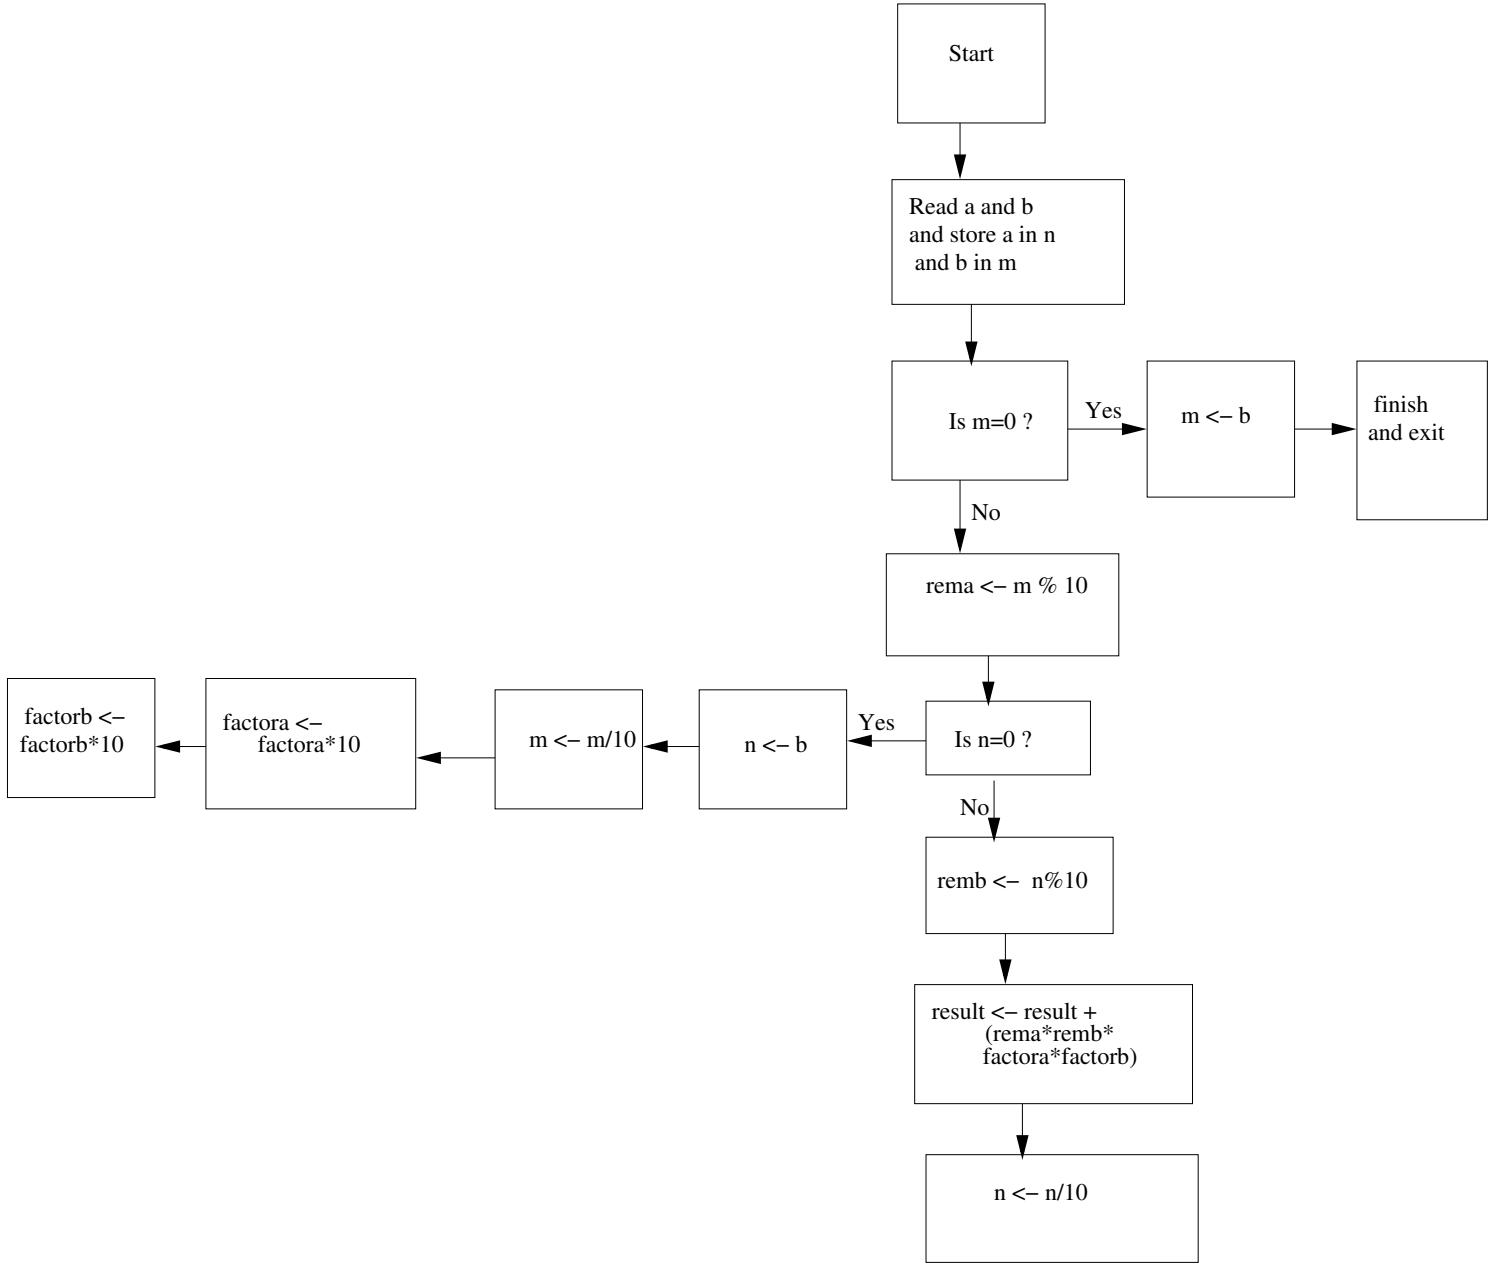 Start
Read a and b
and store a in n
and b in m
Is m=0 ?
Yes
m <− b
finish
and exit
No
rema <− m % 10
Is n=0 ?
Yes
n <− b
m <− m/10
factora <−
factora*10
factorb <−
factorb*10
No
remb <− n%10
result <− result +
(rema*remb*
factora*factorb)
n <− n/10